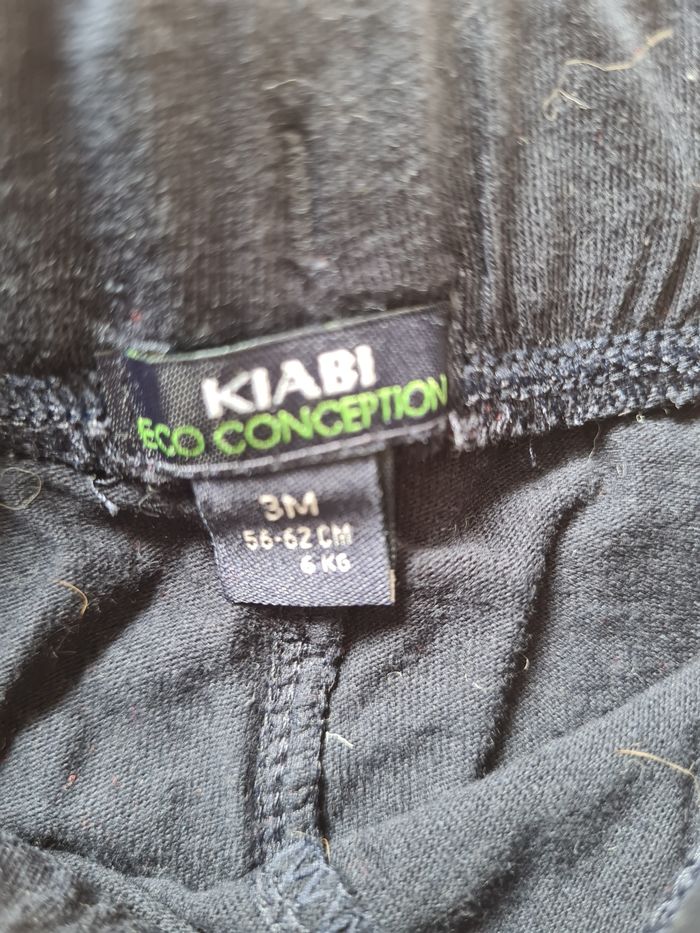 KIABI
ECO CONCEPTION
3M
56-62 CM
6 KG